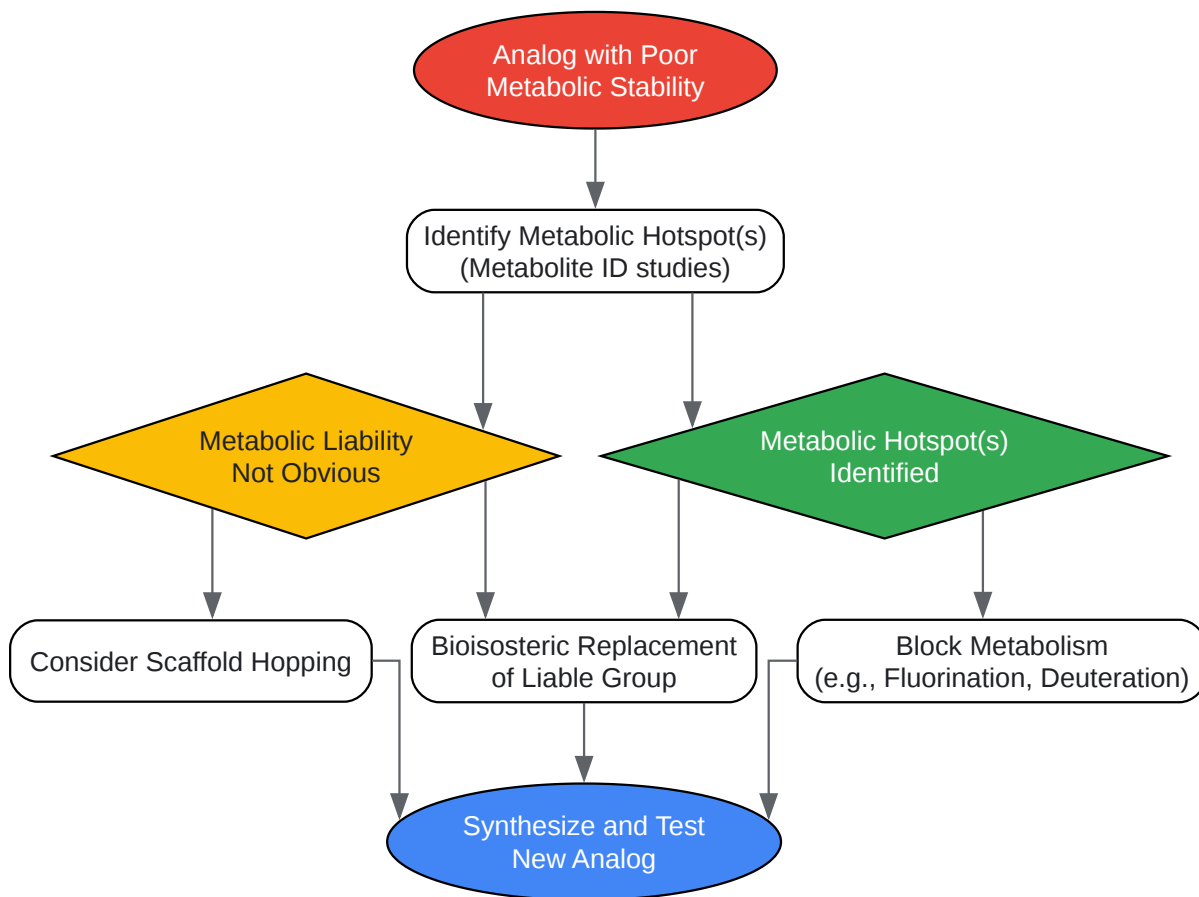 Analog with Poor
Metabolic Stability
Identify Metabolic Hotspot(s)
(Metabolite ID studies)
Metabolic Liability
Not Obvious
Metabolic Hotspot(s)
Identified
Consider Scaffold Hopping
Bioisosteric Replacement
of Liable Group
Block Metabolism
(e.g., Fluorination, Deuteration)
Synthesize and Test
New Analog